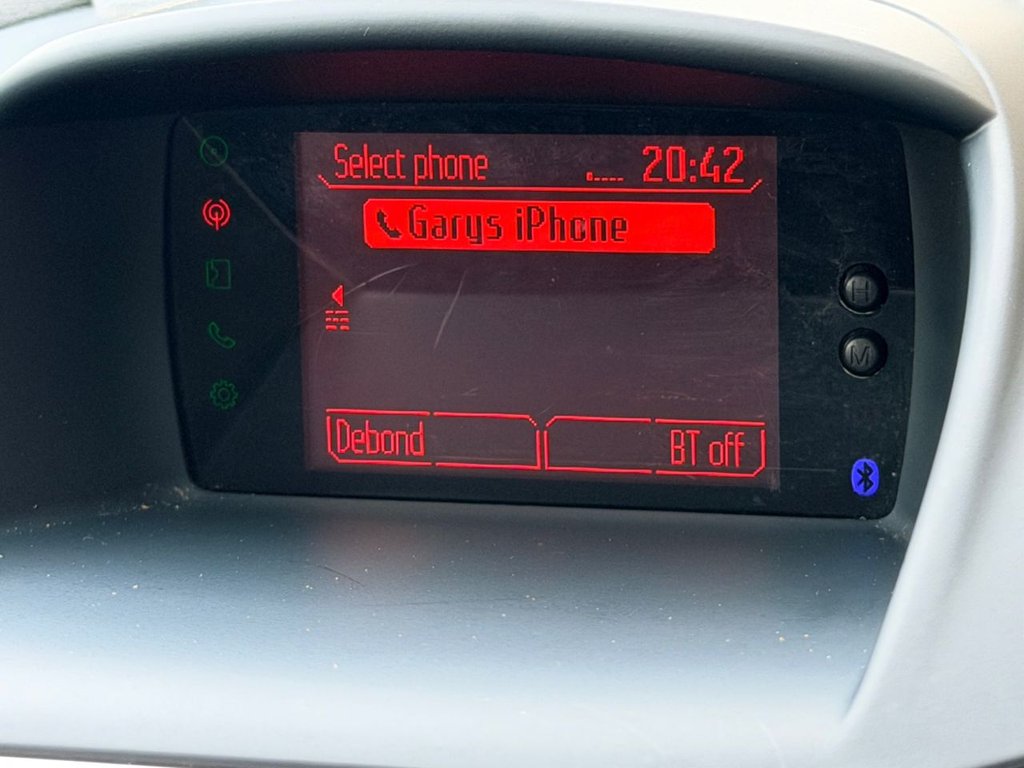 Select phone 20:42
Garys iPhone
H
M
Debond BT off